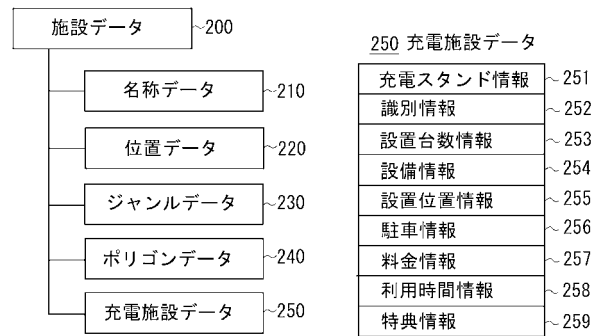 施設データ 200
名称データ 210
位置データ 220
ジャンルデータ 230
ポリゴンデータ 240
充電施設データ 250
250 充電施設データ
充電スタンド情報 251
識別情報 252
設置台数情報 253
設備情報 254
設置位置情報 255
駐車情報 256
料金情報 257
利用時間情報 258
特典情報 259